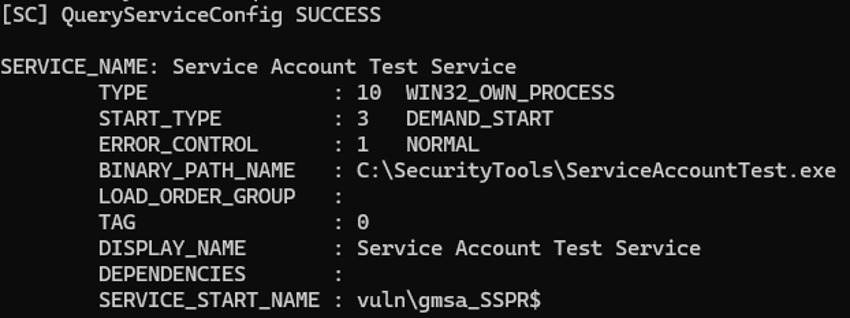 [SC] QueryServiceConfig SUCCESS
SERVICE_NAME: Service Account Test Service
TYPE : 10 WIN32_OWN_PROCESS
START_TYPE : 3 DEMAND_START
ERROR_CONTROL : 1 NORMAL
BINARY_PATH_NAME : C:\SecurityTools\ServiceAccountTest.exe
LOAD_ORDER_GROUP :
TAG : 0
DISPLAY_NAME : Service Account Test Service
DEPENDENCIES :
SERVICE_START_NAME : vuln\gmsa_SSPR$